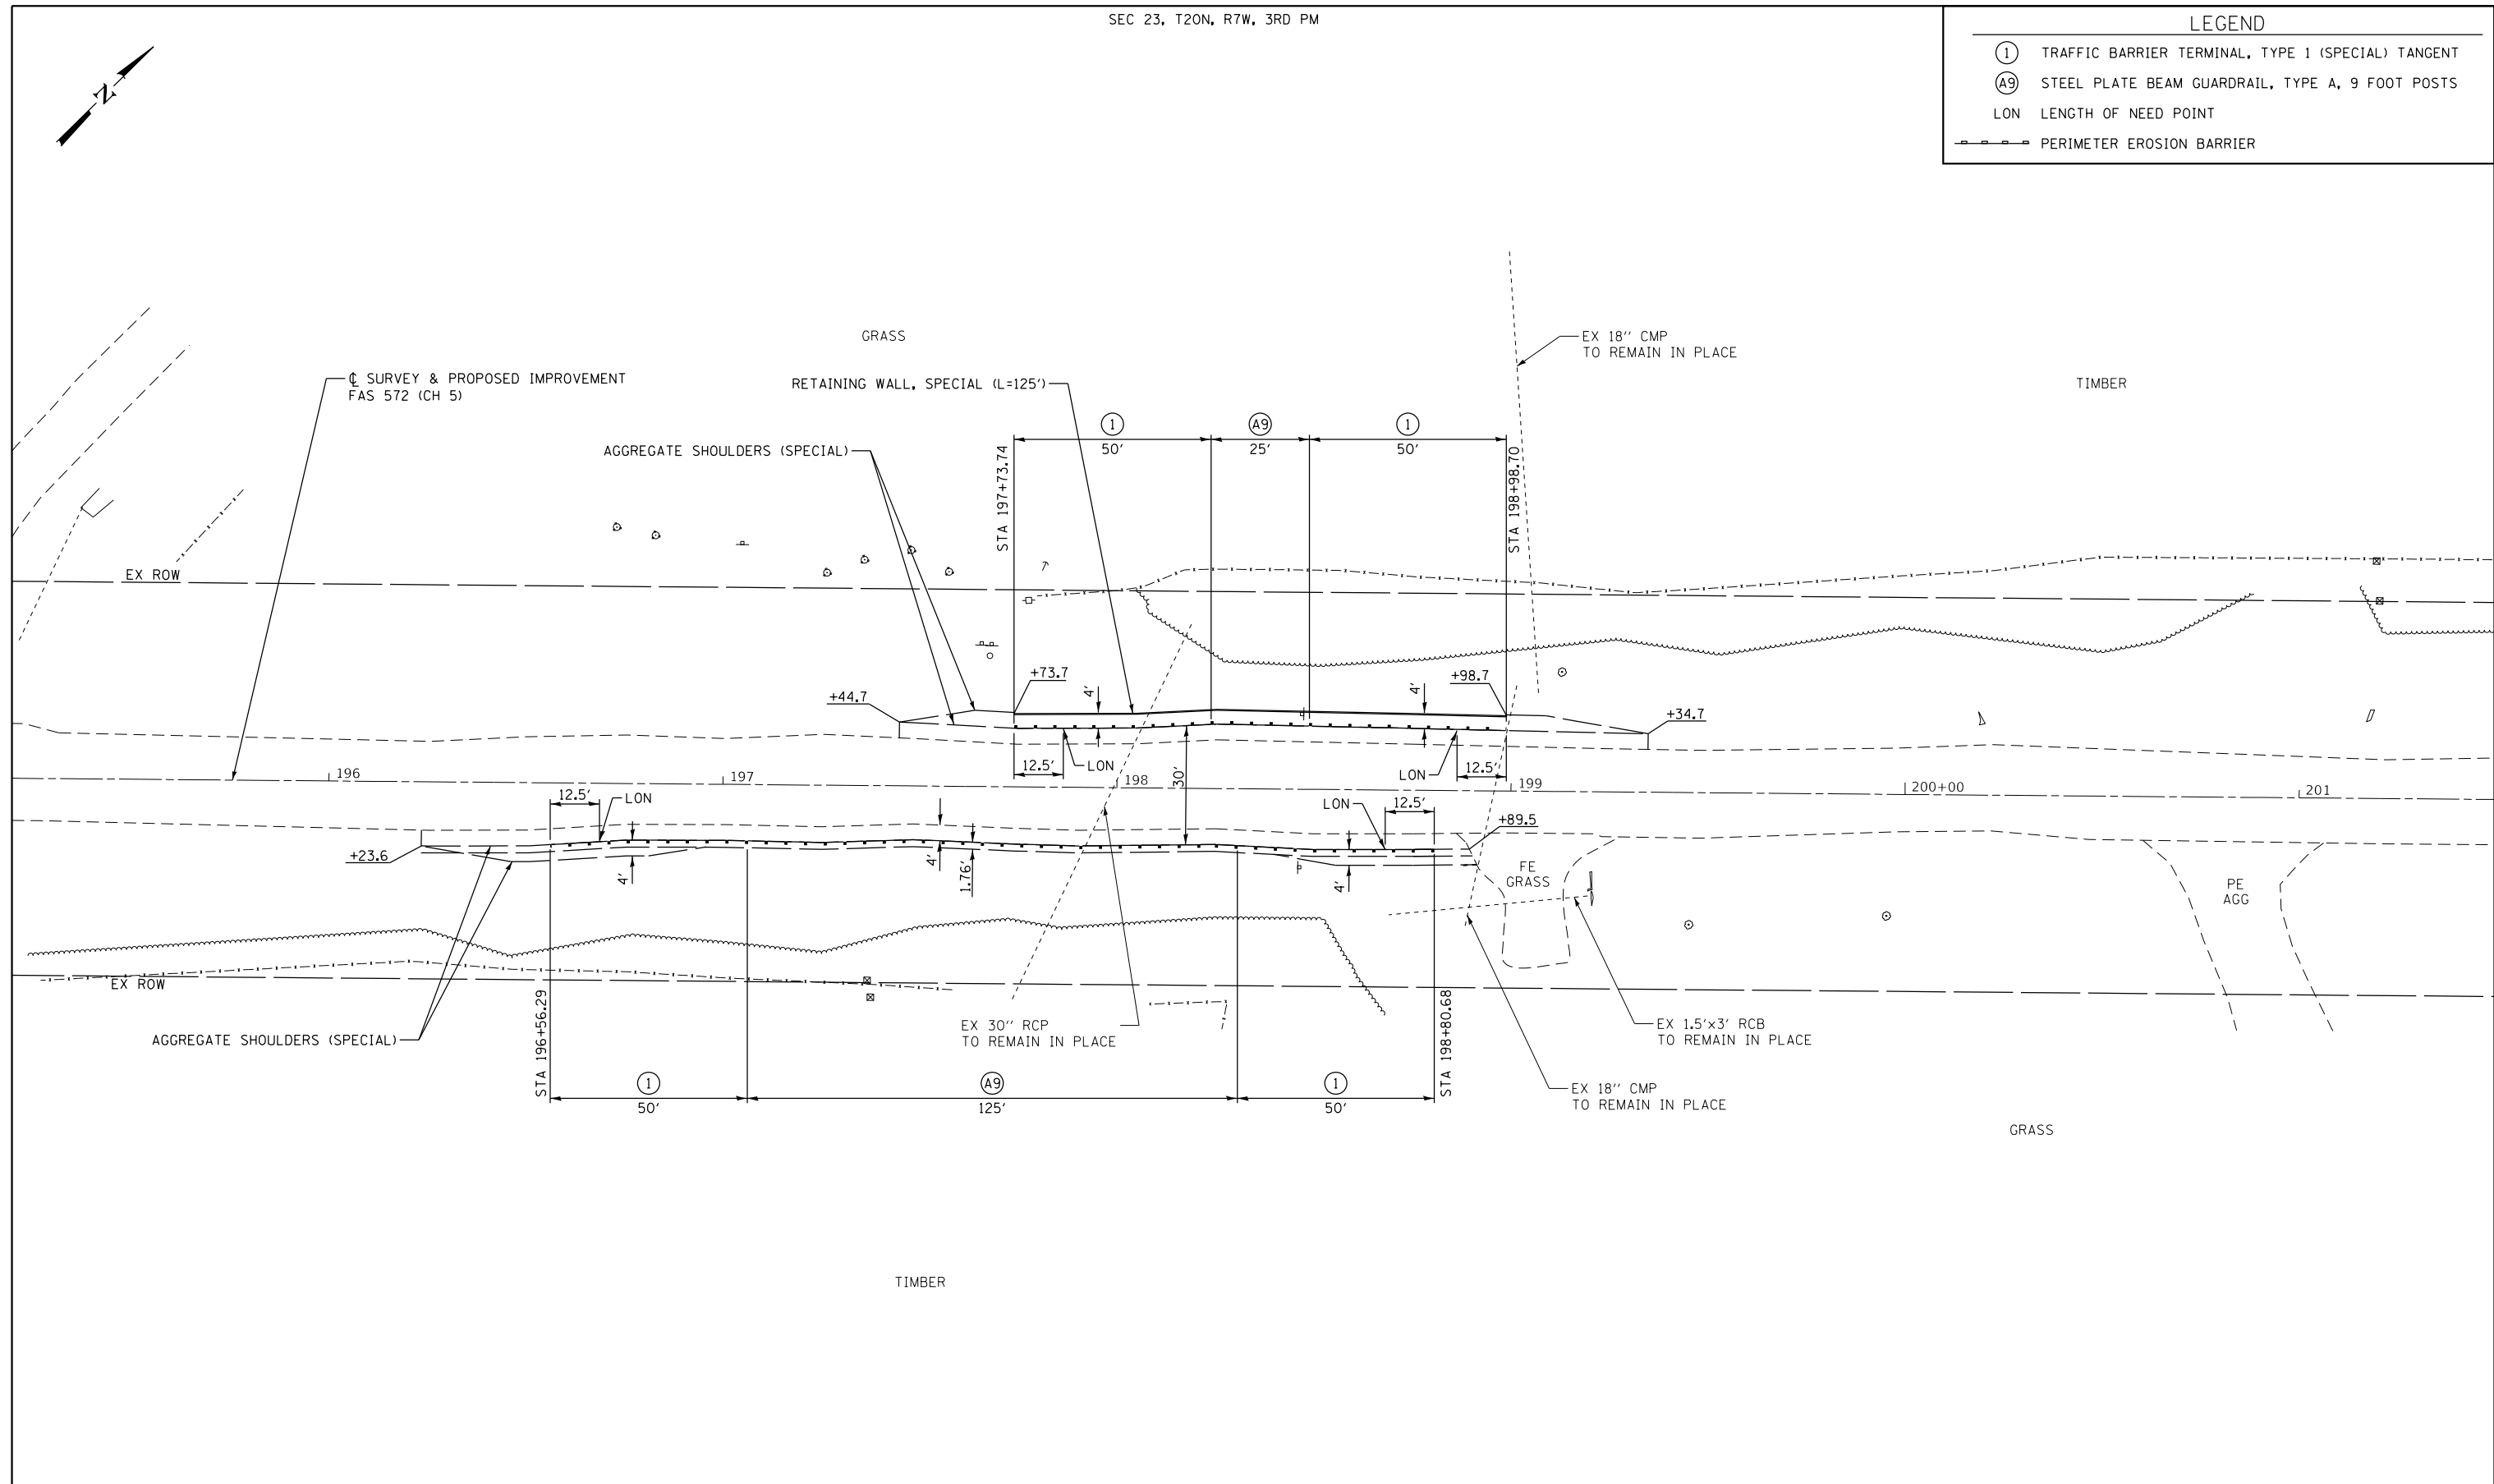 SEC 23, T20N, R7W, 3RD PM
LEGEND
1 TRAFFIC BARRIER TERMINAL, TYPE 1 (SPECIAL) TANGENT
A9 STEEL PLATE BEAM GUARDRAIL, TYPE A, 9 FOOT POSTS
LON LENGTH OF NEED POINT
PERIMETER EROSION BARRIER
N
GRASS
EX 18'' CMP
TO REMAIN IN PLACE
TIMBER
℄ SURVEY & PROPOSED IMPROVEMENT
FAS 572 (CH 5)
RETAINING WALL, SPECIAL (L=125')
AGGREGATE SHOULDERS (SPECIAL)
1
50'
A9
25'
1
50'
STA 197+73.74
STA 198+98.70
EX ROW
+44.7
+73.7
4'
4'
+98.7
+34.7
12.5'
LON
30'
LON
12.5'
196
197
198
199
200+00
201
12.5'
LON
LON
12.5'
+89.5
+23.6
4'
4'
1.76'
4'
FE
GRASS
PE
AGG
EX ROW
AGGREGATE SHOULDERS (SPECIAL)
STA 196+56.29
EX 30'' RCP
TO REMAIN IN PLACE
STA 198+80.68
EX 1.5'x3' RCB
TO REMAIN IN PLACE
1
50'
A9
125'
1
50'
EX 18'' CMP
TO REMAIN IN PLACE
GRASS
TIMBER